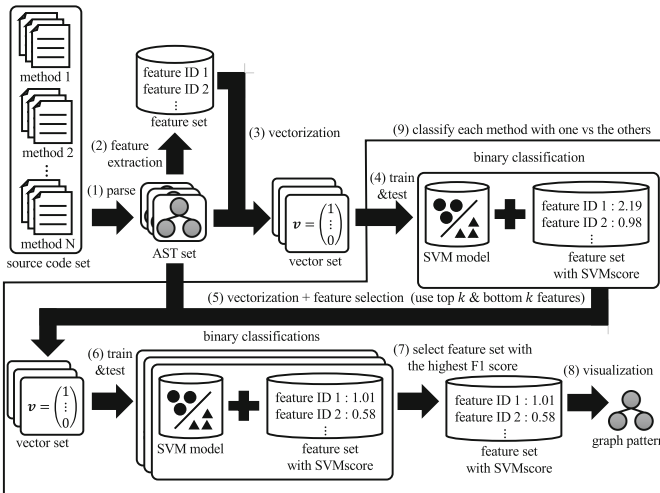 method 1
method 2
⋮
method N
source code set
(1) parse
(2) feature
extraction
AST set
feature ID 1
feature ID 2
⋮
feature set
(3) vectorization
v = (1 ⋮ 0)
vector set
(4) train
&test
(9) classify each method with one vs the others
binary classification
SVM model
feature ID 1 : 2.19
feature ID 2 : 0.98
⋮
feature set
with SVMscore
(5) vectorization + feature selection (use top k & bottom k features)
v = (1 ⋮ 0)
vector set
(6) train
&test
binary classifications
SVM model
feature ID 1 : 1.01
feature ID 2 : 0.58
⋮
feature set
with SVMscore
(7) select feature set with
the highest F1 score
feature ID 1 : 1.01
feature ID 2 : 0.58
⋮
feature set
with SVMscore
(8) visualization
graph pattern